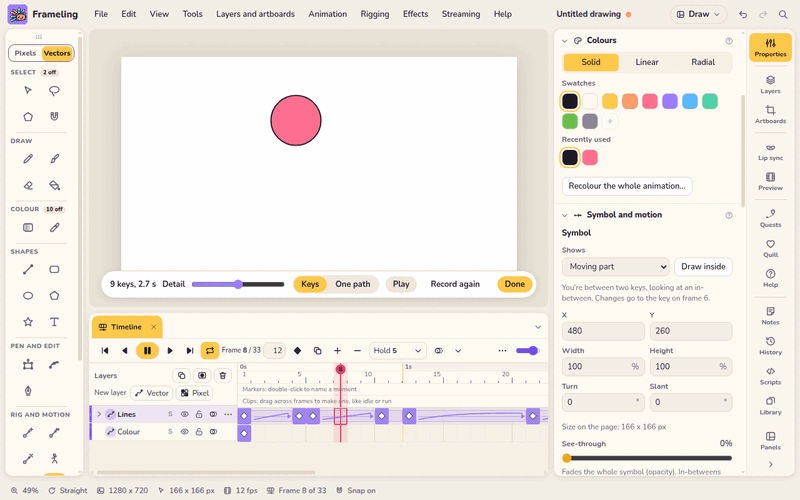 Frameling File Edit View Tools Layers and artboards Animation Rigging Effects Streaming Help Untitled drawing Draw
Pixels Vectors
SELECT 2 off
DRAW
COLOUR 10 off
SHAPES
PEN AND EDIT
RIG AND MOTION
9 keys, 2.7 s Detail Keys One path Play Record again Done
Timeline
Frame 8 / 33 12 Hold 5
Layers
New layer Vector Pixel
0s 1s
1 5 10 15 20
8
Markers: double-click to name a moment
Clips: drag across frames to make one, like idle or run
Lines S
Colour S
Colours
Solid Linear Radial
Swatches
Recently used
Recolour the whole animation...
Symbol and motion
Symbol
Shows
Moving part Draw inside
You're between two keys, looking at an in-
between. Changes go to the key on frame 6.
X Y
480 260
Width Height
100 % 100 %
Turn Slant
0 ° 0 °
Size on the page: 166 x 166 px
See-through 0%
Fades the whole symbol (opacity). In-betweens
Properties
Layers
Artboards
Lip sync
Preview
Quests
Quill
Help
Notes
History
Scripts
Library
Panels
49% Straight 1280 x 720 166 x 166 px 12 fps Frame 8 of 33 Snap on